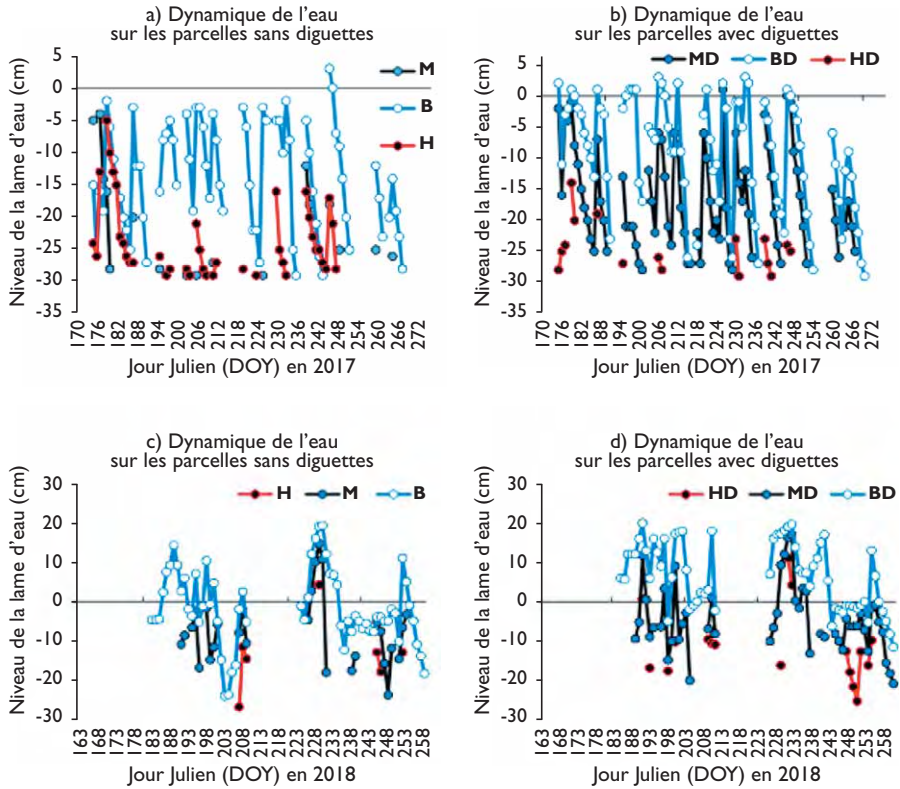 a) Dynamique de l'eau
sur les parcelles sans diguettes
Niveau de la lame d'eau (cm)
5
0
-5
-10
-15
-20
-25
-30
-35
M
B
H
170 176 182 188 194 200 206 212 218 224 230 236 242 248 254 260 266 272
Jour Julien (DOY) en 2017
b) Dynamique de l'eau
sur les parcelles avec diguettes
Niveau de la lame d'eau (cm)
5
0
-5
-10
-15
-20
-25
-30
-35
MD BD HD
170 176 182 188 194 200 206 212 218 224 230 236 242 248 254 260 266 272
Jour Julien (DOY) en 2017
c) Dynamique de l'eau
sur les parcelles sans diguettes
Niveau de la lame d'eau (cm)
30
20
10
0
-10
-20
-30
H M B
163 168 173 178 183 188 193 198 203 208 213 218 223 228 233 238 243 248 253 258
Jour Julien (DOY) en 2018
d) Dynamique de l'eau
sur les parcelles avec diguettes
Niveau de la lame d'eau (cm)
30
20
10
0
-10
-20
-30
HD MD BD
163 168 173 178 183 188 193 198 203 208 213 218 223 228 233 238 243 248 253 258
Jour Julien (DOY) en 2018